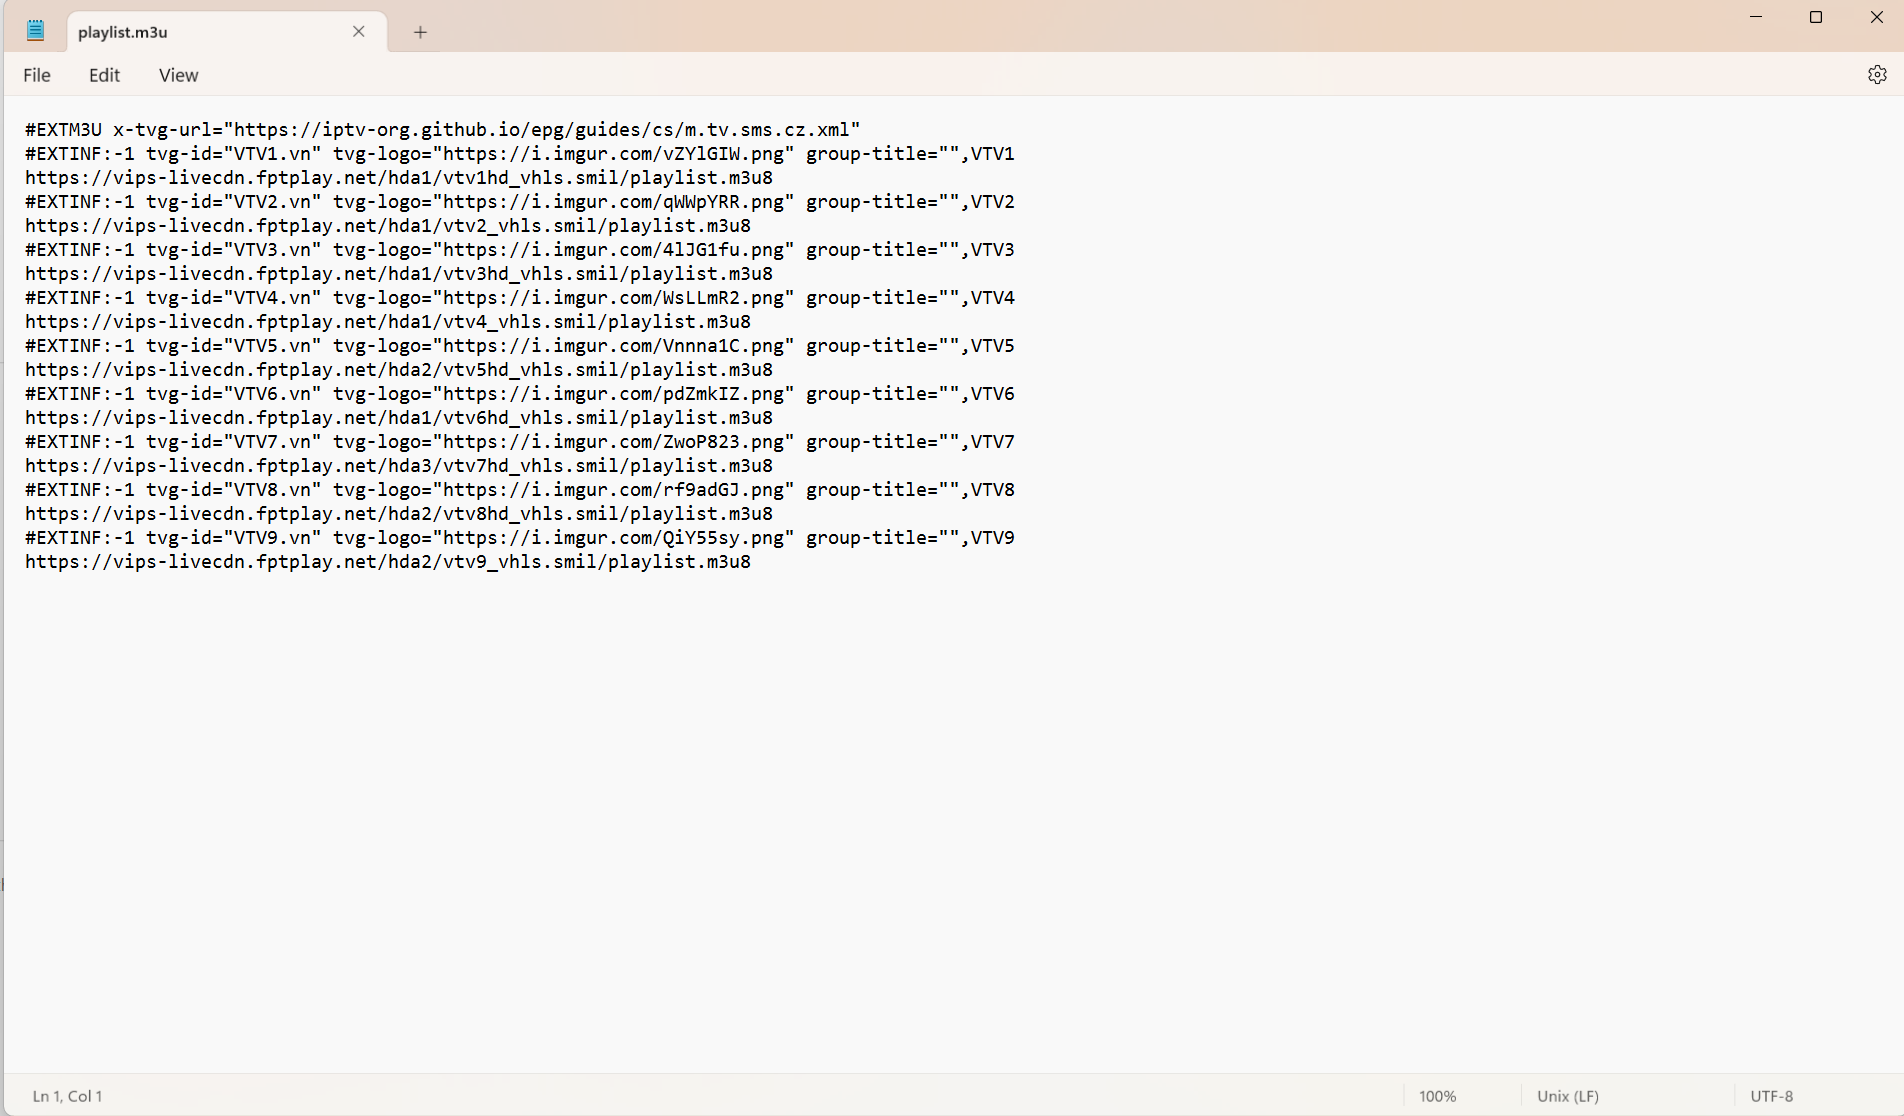 playlist.m3u
File Edit View
#EXTM3U x-tvg-url="https://iptv-org.github.io/epg/guides/cs/m.tv.sms.cz.xml"
#EXTINF:-1 tvg-id="VTV1.vn" tvg-logo="https://i.imgur.com/vZYlGIW.png" group-title="",VTV1
https://vips-livecdn.fptplay.net/hda1/vtv1hd_vhls.smil/playlist.m3u8
#EXTINF:-1 tvg-id="VTV2.vn" tvg-logo="https://i.imgur.com/qWWpYRR.png" group-title="",VTV2
https://vips-livecdn.fptplay.net/hda1/vtv2_vhls.smil/playlist.m3u8
#EXTINF:-1 tvg-id="VTV3.vn" tvg-logo="https://i.imgur.com/4lJG1fu.png" group-title="",VTV3
https://vips-livecdn.fptplay.net/hda1/vtv3hd_vhls.smil/playlist.m3u8
#EXTINF:-1 tvg-id="VTV4.vn" tvg-logo="https://i.imgur.com/WsLLmR2.png" group-title="",VTV4
https://vips-livecdn.fptplay.net/hda1/vtv4_vhls.smil/playlist.m3u8
#EXTINF:-1 tvg-id="VTV5.vn" tvg-logo="https://i.imgur.com/Vnnna1C.png" group-title="",VTV5
https://vips-livecdn.fptplay.net/hda2/vtv5hd_vhls.smil/playlist.m3u8
#EXTINF:-1 tvg-id="VTV6.vn" tvg-logo="https://i.imgur.com/pdZmkIZ.png" group-title="",VTV6
https://vips-livecdn.fptplay.net/hda1/vtv6hd_vhls.smil/playlist.m3u8
#EXTINF:-1 tvg-id="VTV7.vn" tvg-logo="https://i.imgur.com/ZwoP823.png" group-title="",VTV7
https://vips-livecdn.fptplay.net/hda3/vtv7hd_vhls.smil/playlist.m3u8
#EXTINF:-1 tvg-id="VTV8.vn" tvg-logo="https://i.imgur.com/rf9adGJ.png" group-title="",VTV8
https://vips-livecdn.fptplay.net/hda2/vtv8hd_vhls.smil/playlist.m3u8
#EXTINF:-1 tvg-id="VTV9.vn" tvg-logo="https://i.imgur.com/QiY55sy.png" group-title="",VTV9
https://vips-livecdn.fptplay.net/hda2/vtv9_vhls.smil/playlist.m3u8
Ln 1, Col 1 100% Unix (LF) UTF-8